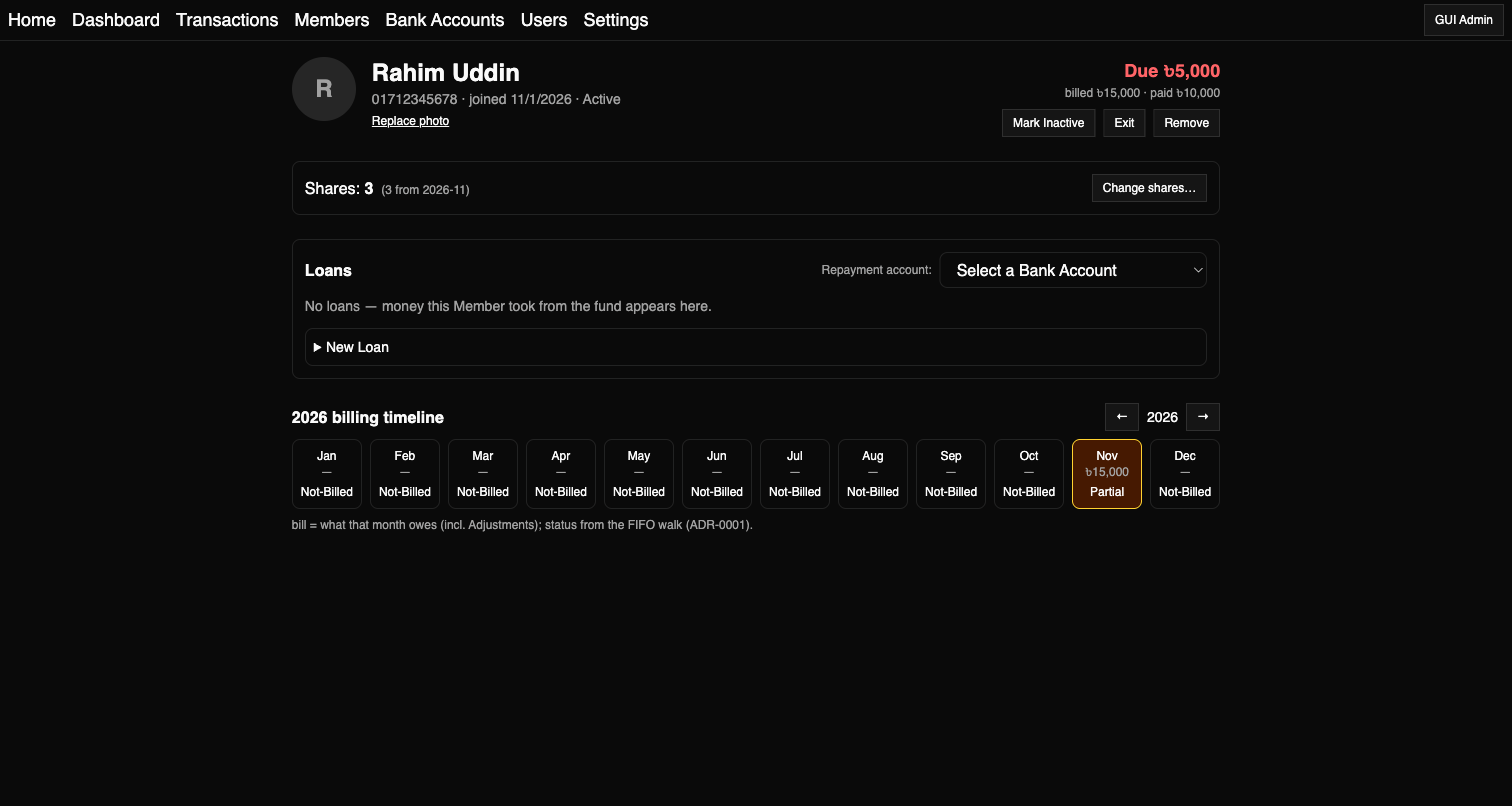 Home Dashboard Transactions Members Bank Accounts Users Settings GUI Admin
R
Rahim Uddin
01712345678 · joined 11/1/2026 · Active
Replace photo
Due ৳5,000
billed ৳15,000 · paid ৳10,000
Mark Inactive Exit Remove
Shares: 3 (3 from 2026-11) Change shares…
Loans Repayment account: Select a Bank Account
No loans — money this Member took from the fund appears here.
▶ New Loan
2026 billing timeline ← 2026 →
Jan Feb Mar Apr May Jun Jul Aug Sep Oct Nov Dec
— — — — — — — — — — ৳15,000 —
Not-Billed Not-Billed Not-Billed Not-Billed Not-Billed Not-Billed Not-Billed Not-Billed Not-Billed Not-Billed Partial Not-Billed
bill = what that month owes (incl. Adjustments); status from the FIFO walk (ADR-0001).